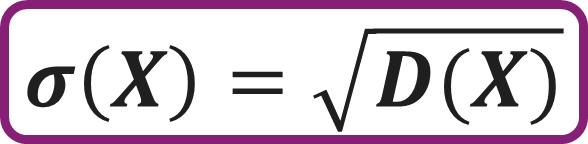 σ(X) = √D(X)